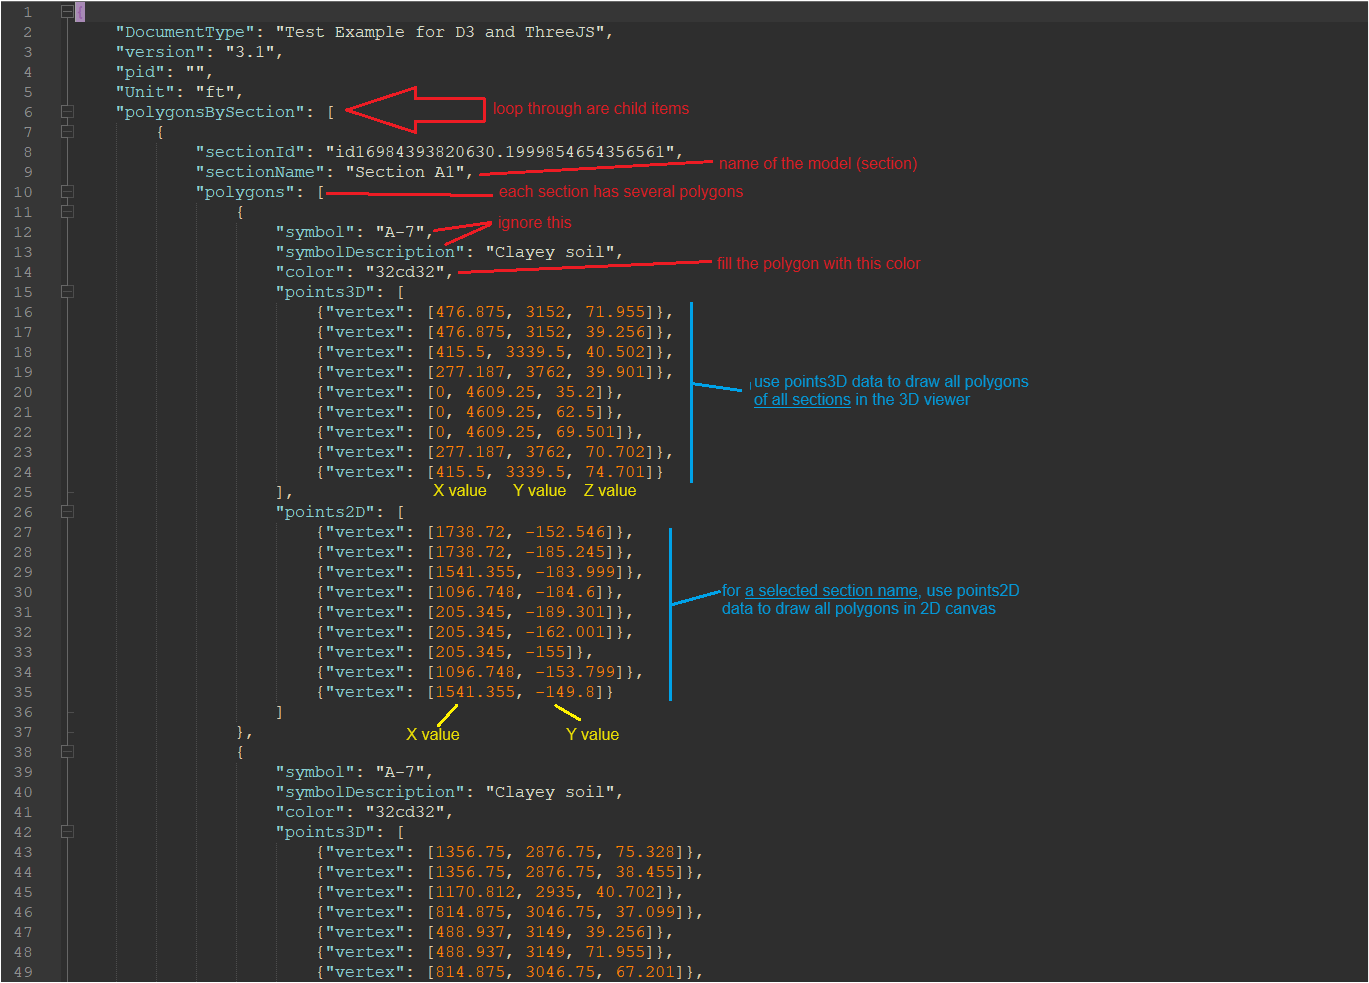 1 {
2 "DocumentType": "Test Example for D3 and ThreeJS",
3 "version": "3.1",
4 "pid": "",
5 "Unit": "ft",
6 "polygonsBySection": [ loop through are child items
7 {
8 "sectionId": "id16984393820630.1999854654356561",
9 "sectionName": "Section A1", name of the model (section)
10 "polygons": [ each section has several polygons
11 {
12 "symbol": "A-7", ignore this
13 "symbolDescription": "Clayey soil",
14 "color": "32cd32", fill the polygon with this color
15 "points3D": [
16 {"vertex": [476.875, 3152, 71.955]},
17 {"vertex": [476.875, 3152, 39.256]},
18 {"vertex": [415.5, 3339.5, 40.502]},
19 {"vertex": [277.187, 3762, 39.901]},
20 {"vertex": [0, 4609.25, 35.2]},
21 {"vertex": [0, 4609.25, 62.5]},
22 {"vertex": [0, 4609.25, 69.501]},
23 {"vertex": [277.187, 3762, 70.702]},
24 {"vertex": [415.5, 3339.5, 74.701]}
use points3D data to draw all polygons
of all sections in the 3D viewer
X value Y value Z value
25 ],
26 "points2D": [
27 {"vertex": [1738.72, -152.546]},
28 {"vertex": [1738.72, -185.245]},
29 {"vertex": [1541.355, -183.999]},
30 {"vertex": [1096.748, -184.6]},
31 {"vertex": [205.345, -189.301]},
32 {"vertex": [205.345, -162.001]},
33 {"vertex": [205.345, -155]},
34 {"vertex": [1096.748, -153.799]},
35 {"vertex": [1541.355, -149.8]}
for a selected section name, use points2D
data to draw all polygons in 2D canvas
36 ]
X value Y value
37 },
38 {
39 "symbol": "A-7",
40 "symbolDescription": "Clayey soil",
41 "color": "32cd32",
42 "points3D": [
43 {"vertex": [1356.75, 2876.75, 75.328]},
44 {"vertex": [1356.75, 2876.75, 38.455]},
45 {"vertex": [1170.812, 2935, 40.702]},
46 {"vertex": [814.875, 3046.75, 37.099]},
47 {"vertex": [488.937, 3149, 39.256]},
48 {"vertex": [488.937, 3149, 71.955]},
49 {"vertex": [814.875, 3046.75, 67.201]},